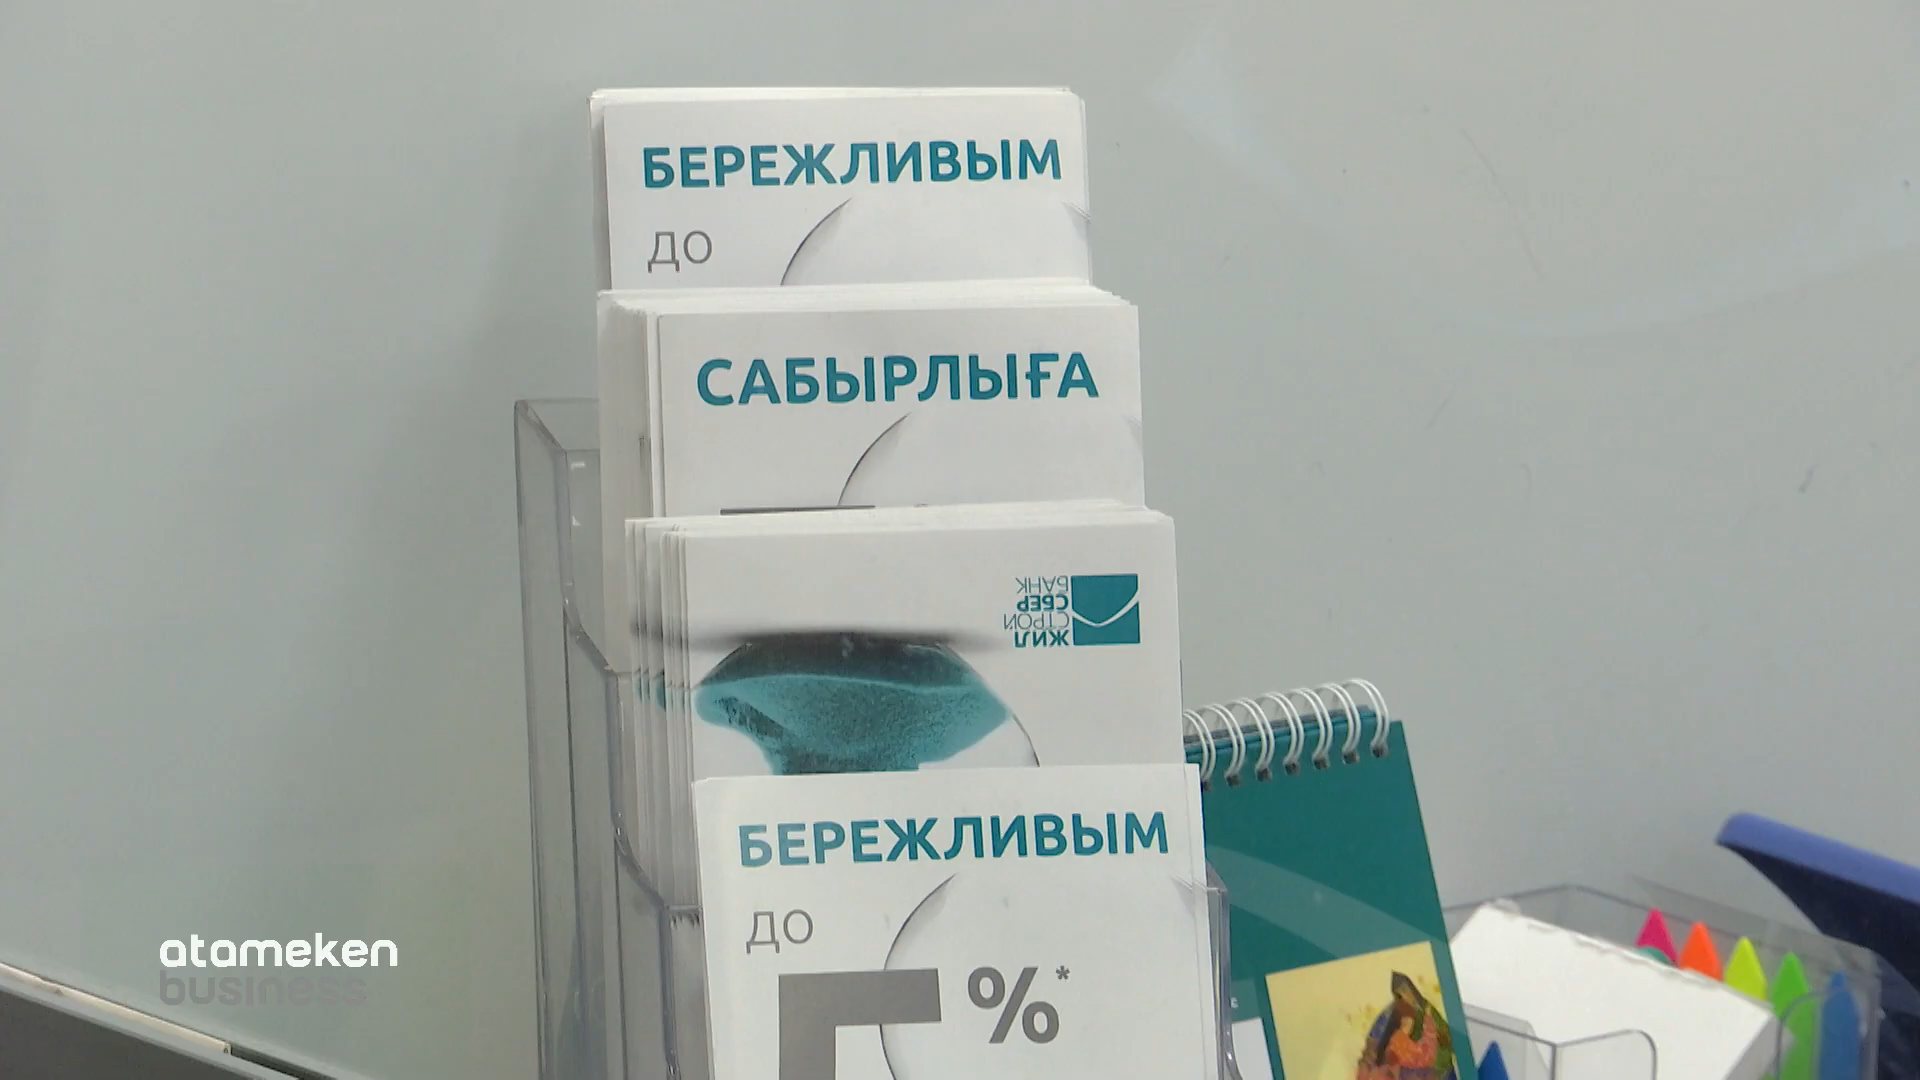 БЕРЕЖЛИВЫМ
ДО
САБЫРЛЫҒА
ЖИЛ
СТРОЙ
СБЕР
БАНК
БЕРЕЖЛИВЫМ
ДО
%*
atameken
business